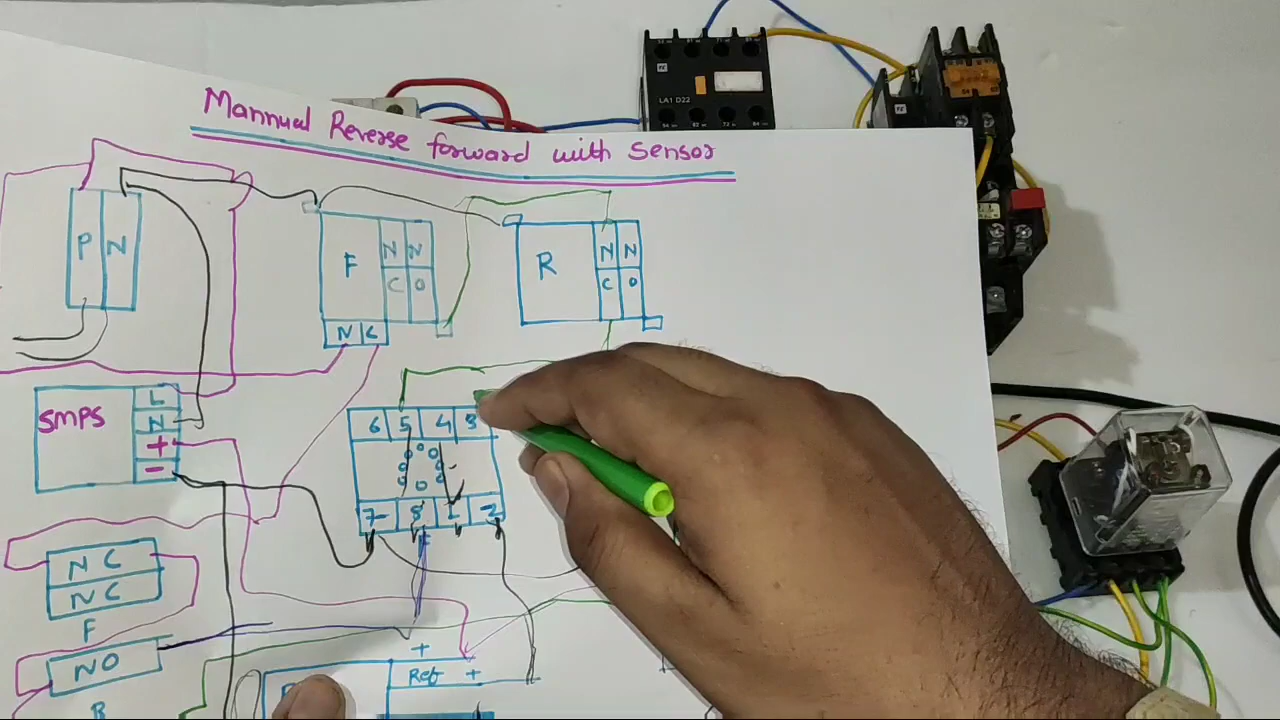 Mannual Reverse forward with Sensor
LA1 D22
P N
F
N N
C O
N C
R
N N
C O
SMPS
L
N
+
-
6 5 4 3
7 8 1 2
N C
N C
F
NO
R
+
Ref +